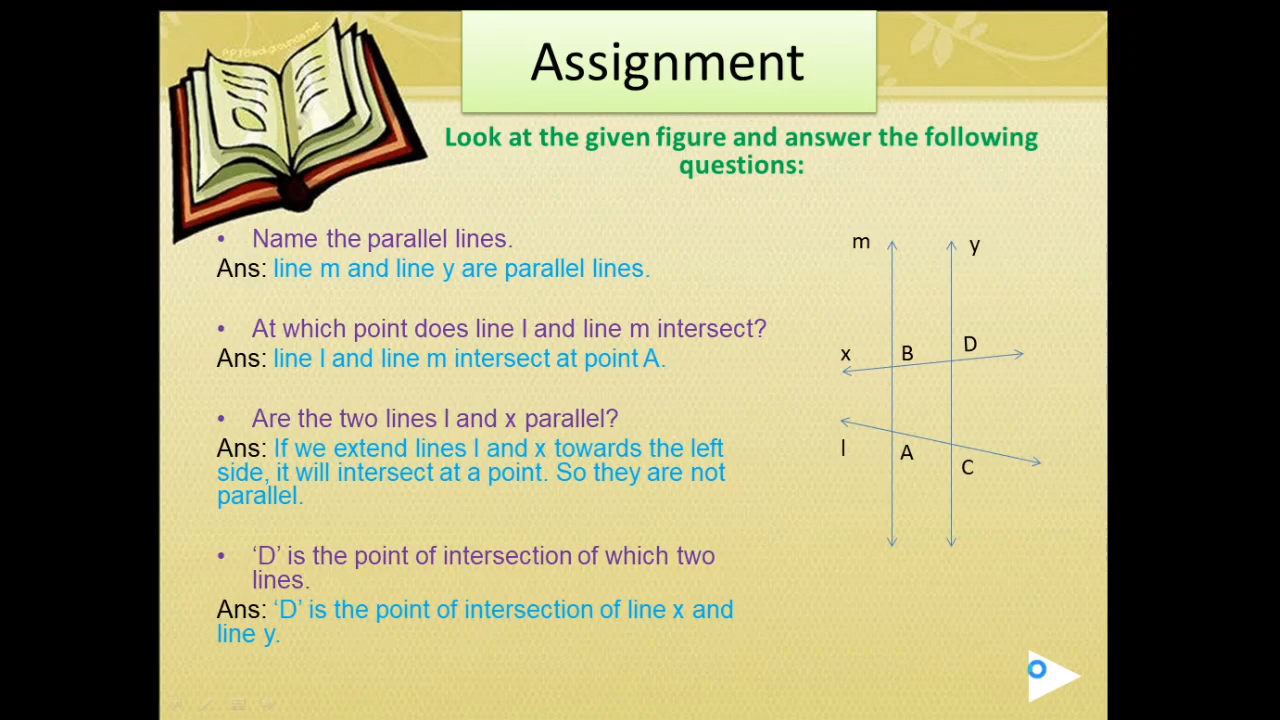 Assignment
Look at the given figure and answer the following
questions:
• Name the parallel lines.
Ans: line m and line y are parallel lines.
• At which point does line l and line m intersect?
Ans: line l and line m intersect at point A.
• Are the two lines l and x parallel?
Ans: If we extend lines l and x towards the left
side, it will intersect at a point. So they are not
parallel.
• ‘D’ is the point of intersection of which two
lines.
Ans: ‘D’ is the point of intersection of line x and
line y.
m y
x B D
l A C